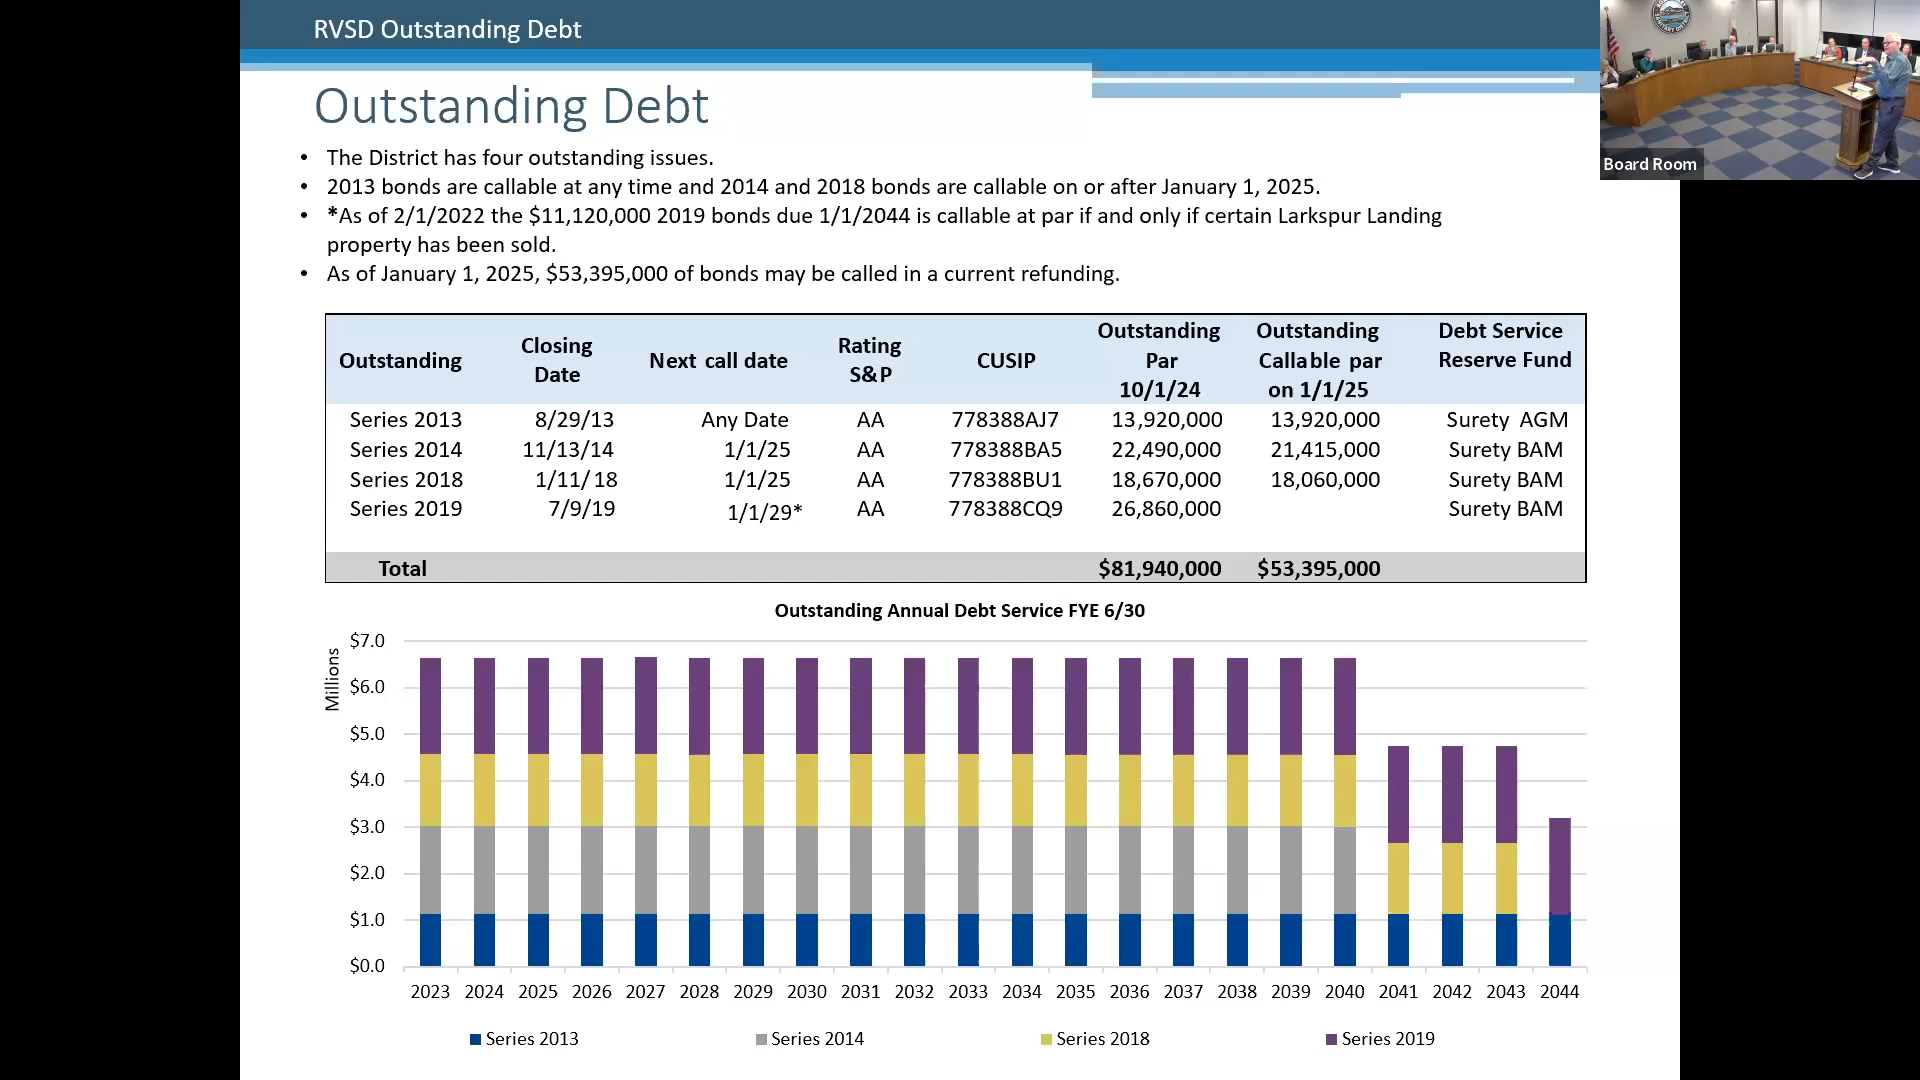 RVSD Outstanding Debt
Board Room
Outstanding Debt
• The District has four outstanding issues.
• 2013 bonds are callable at any time and 2014 and 2018 bonds are callable on or after January 1, 2025.
• *As of 2/1/2022 the $11,120,000 2019 bonds due 1/1/2044 is callable at par if and only if certain Larkspur Landing
property has been sold.
• As of January 1, 2025, $53,395,000 of bonds may be called in a current refunding.
Outstanding Closing Date Next call date Rating S&P CUSIP Outstanding Par 10/1/24 Outstanding Callable par on 1/1/25 Debt Service Reserve Fund
Series 2013 8/29/13 Any Date AA 778388AJ7 13,920,000 13,920,000 Surety AGM
Series 2014 11/13/14 1/1/25 AA 778388BA5 22,490,000 21,415,000 Surety BAM
Series 2018 1/11/18 1/1/25 AA 778388BU1 18,670,000 18,060,000 Surety BAM
Series 2019 7/9/19 1/1/29* AA 778388CQ9 26,860,000 Surety BAM
Total $81,940,000 $53,395,000
Outstanding Annual Debt Service FYE 6/30
Millions
$7.0
$6.0
$5.0
$4.0
$3.0
$2.0
$1.0
$0.0
2023 2024 2025 2026 2027 2028 2029 2030 2031 2032 2033 2034 2035 2036 2037 2038 2039 2040 2041 2042 2043 2044
Series 2013 Series 2014 Series 2018 Series 2019